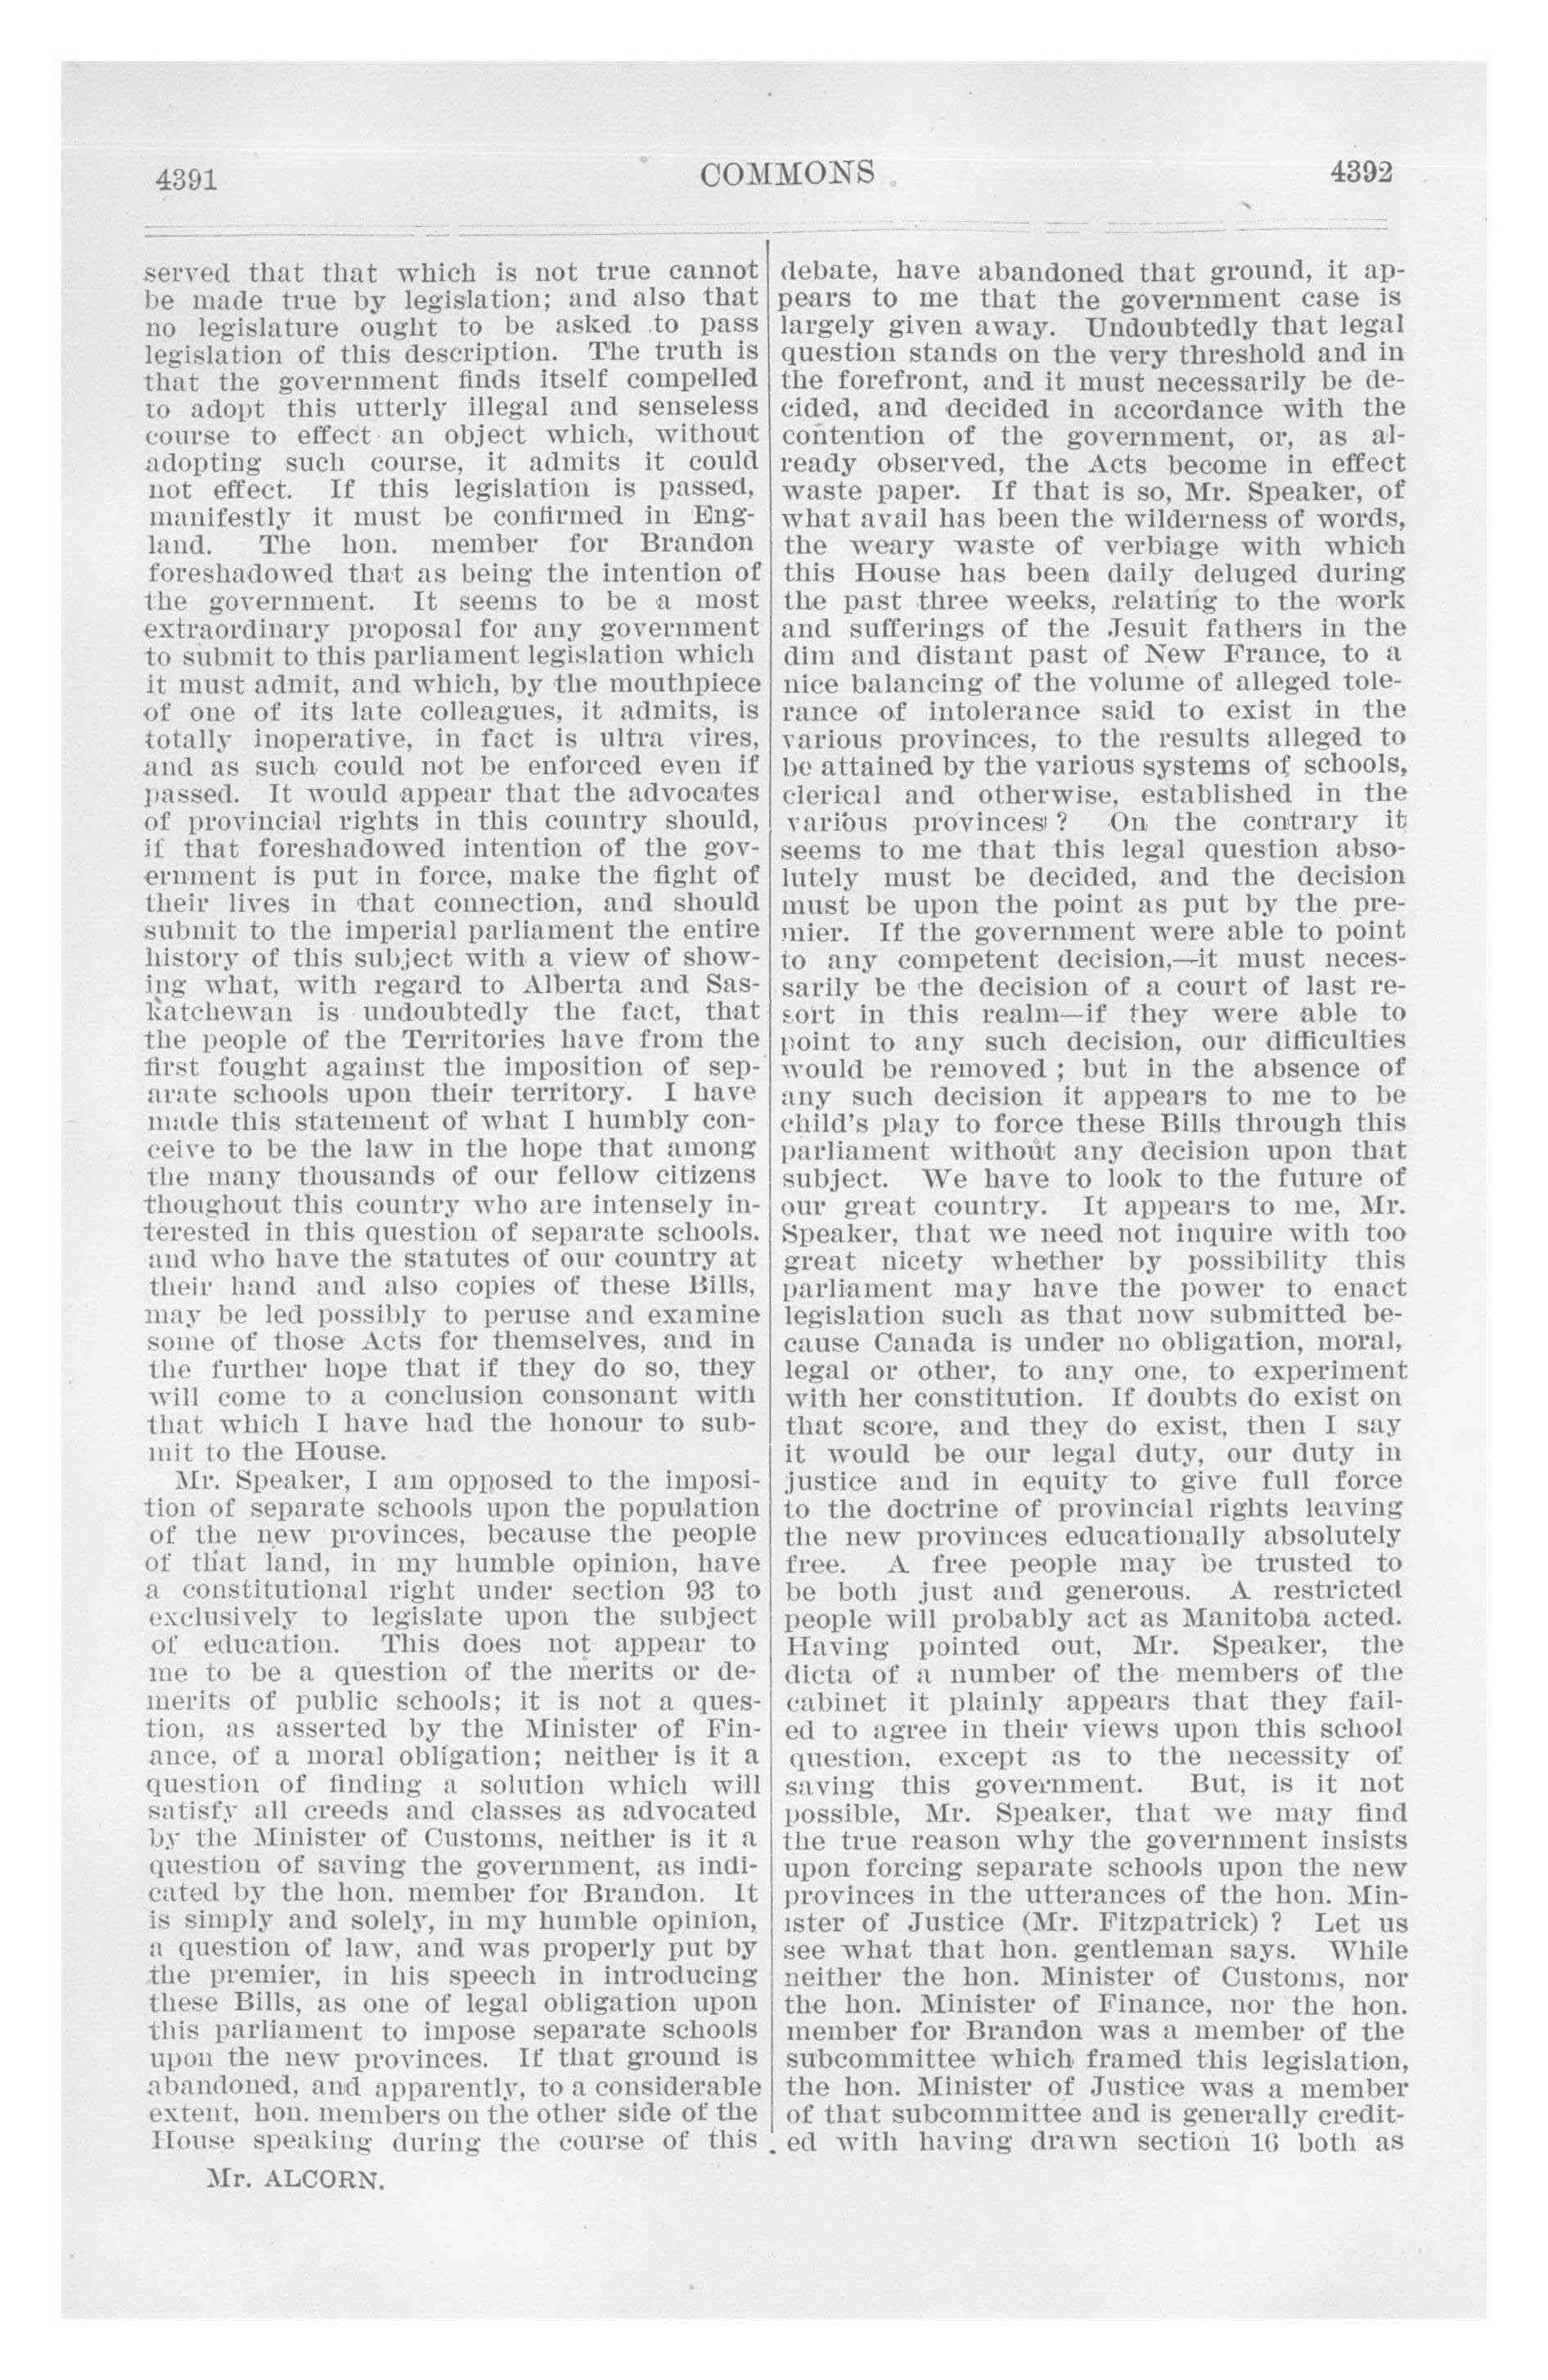 4391
COMMONS
4392
served that that which is not true cannot
be made true by legislation; and also that
no legislature ought to be asked to pass
legislation of this description. The truth is
that the government finds itself compelled
to adopt this utterly illegal and senseless
course to effect an object which, without
adopting such course, it admits it could
not effect. If this legislation is passed,
manifestly it must be confirmed in Eng-
land. The hon. member for Brandon
foreshadowed that as being the intention of
the government. It seems to be a most
extraordinary proposal for any government
to submit to this parliament legislation which
it must admit, and which, by the mouthpiece
of one of its late colleagues, it admits, is
totally inoperative, in fact is ultra vires,
and as such could not be enforced even if
passed. It would appear that the advocates
of provincial rights in this country should,
if that foreshadowed intention of the gov-
ernment is put in force, make the fight of
their lives in that connection, and should
submit to the imperial parliament the entire
history of this subject with a view of show-
ing what, with regard to Alberta and Sas-
katchewan is undoubtedly the fact, that
the people of the Territories have from the
first fought against the imposition of sep-
arate schools upon their territory. I have
made this statement of what I humbly con-
ceive to be the law in the hope that among
the many thousands of our fellow citizens
thoughout this country who are intensely in-
terested in this question of separate schools.
and who have the statutes of our country at
their hand and also copies of these Bills,
may be led possibly to peruse and examine
some of those Acts for themselves, and in
the further hope that if they do so, they
will come to a conclusion consonant with
that which I have had the honour to sub-
mit to the House.
Mr. Speaker, I am opposed to the imposi-
tion of separate schools upon the population
of the new provinces, because the people
of that land, in my humble opinion, have
a constitutional right under section 93 to
exclusively to legislate upon the subject
of education. This does not appear to
me to be a question of the merits or de-
merits of public schools; it is not a ques-
tion, as asserted by the Minister of Fin-
ance, of a moral obligation; neither is it a
question of finding a solution which will
satisfy all creeds and classes as advocated
by the Minister of Customs, neither is it a
question of saving the government, as indi-
cated by the hon. member for Brandon. It
is simply and solely, in my humble opinion,
a question of law, and was properly put by
the premier, in his speech in introducing
these Bills, as one of legal obligation upon
this parliament to impose separate schools
upon the new provinces. If that ground is
abandoned, and apparently, to a considerable
extent, hon. members on the other side of the
House speaking during the course of this
Mr. ALCORN.
debate, have abandoned that ground, it ap-
pears to me that the government case is
largely given away. Undoubtedly that legal
question stands on the very threshold and in
the forefront, and it must necessarily be de-
cided, and decided in accordance with the
contention of the government, or, as al-
ready observed, the Acts become in effect
waste paper. If that is so, Mr. Speaker, of
what avail has been the wilderness of words,
the weary waste of verbiage with which
this House has been daily deluged during
the past three weeks, relating to the work
and sufferings of the Jesuit fathers in the
dim and distant past of New France, to a
nice balancing of the volume of alleged tole-
rance of intolerance said to exist in the
various provinces, to the results alleged to
be attained by the various systems of schools,
clerical and otherwise, established in the
various provinces? On the contrary it
seems to me that this legal question abso-
lutely must be decided, and the decision
must be upon the point as put by the pre-
mier. If the government were able to point
to any competent decision,—it must neces-
sarily be the decision of a court of last re-
sort in this realm—if they were able to
point to any such decision, our difficulties
would be removed ; but in the absence of
any such decision it appears to me to be
child's play to force these Bills through this
parliament without any decision upon that
subject. We have to look to the future of
our great country. It appears to me, Mr.
Speaker, that we need not inquire with too
great nicety whether by possibility this
parliament may have the power to enact
legislation such as that now submitted be-
cause Canada is under no obligation, moral,
legal or other, to any one, to experiment
with her constitution. If doubts do exist on
that score, and they do exist, then I say
it would be our legal duty, our duty in
justice and in equity to give full force
to the doctrine of provincial rights leaving
the new provinces educationally absolutely
free. A free people may be trusted to
be both just and generous. A restricted
people will probably act as Manitoba acted.
Having pointed out, Mr. Speaker, the
dicta of a number of the members of the
cabinet it plainly appears that they fail-
ed to agree in their views upon this school
question, except as to the necessity of
saving this government. But, is it not
possible, Mr. Speaker, that we may find
the true reason why the government insists
upon forcing separate schools upon the new
provinces in the utterances of the hon. Min-
ister of Justice (Mr. Fitzpatrick) ? Let us
see what that hon. gentleman says. While
neither the hon. Minister of Customs, nor
the hon. Minister of Finance, nor the hon.
member for Brandon was a member of the
subcommittee which framed this legislation,
the hon. Minister of Justice was a member
of that subcommittee and is generally credit-
ed with having drawn section 16 both as